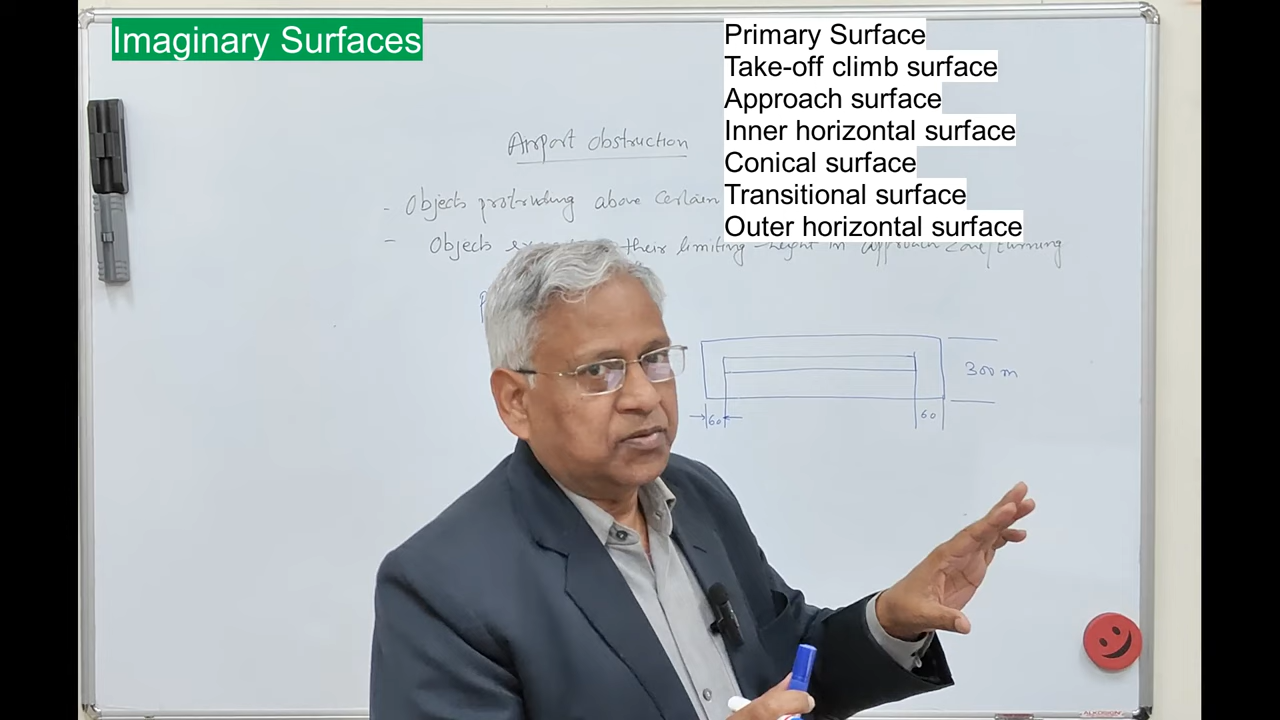 Imaginary Surfaces
Primary Surface
Take-off climb surface
Approach surface
Inner horizontal surface
Conical surface
Transitional surface
Outer horizontal surface
Airport obstruction
- Objects protruding above certain
- Objects their limiting height in approach zone/turning
300 m
60
60